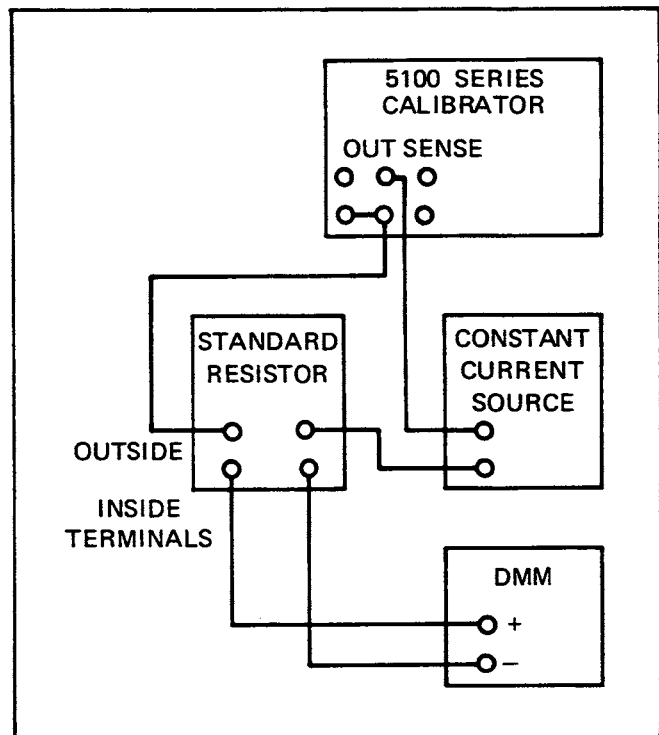 5100 SERIES
CALIBRATOR
OUT SENSE
STANDARD
RESISTOR
CONSTANT
CURRENT
SOURCE
OUTSIDE
INSIDE
TERMINALS
DMM
+
−